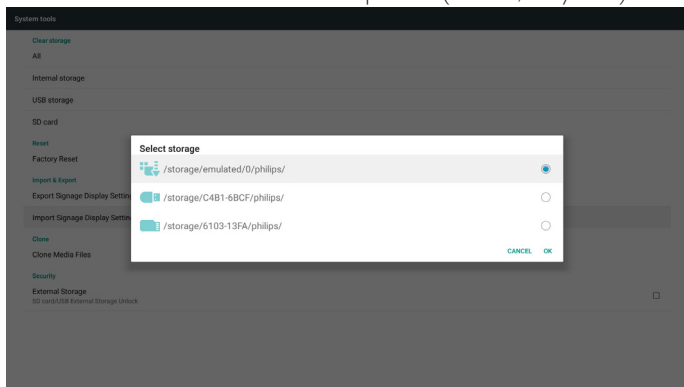 System tools
Clear storage
All
Internal storage
USB storage
SD card
Reset
Factory Reset
Import & Export
Export Signage Display Setting
Import Signage Display Settin
Clone
Clone Media Files
Security
External Storage
SD card/USB External Storage Unlock
Select storage
/storage/emulated/0/philips/
/storage/C4B1-6BCF/philips/
/storage/6103-13FA/philips/
CANCEL OK